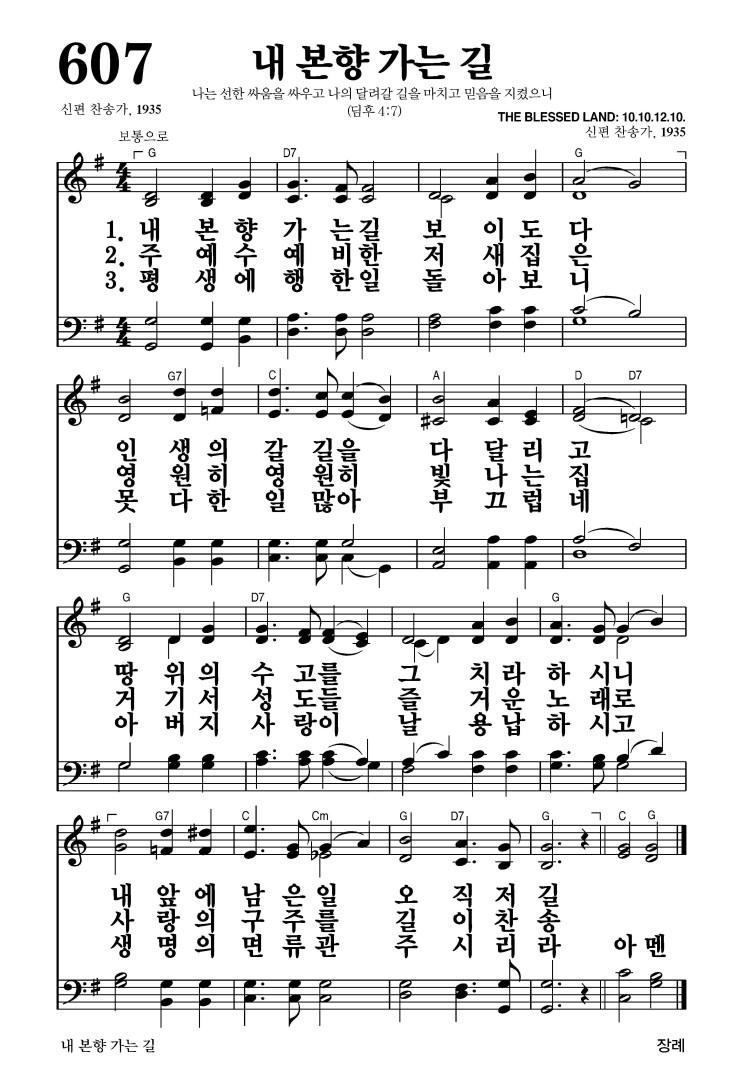 607
내 본향 가는 길
나는 선한 싸움을 싸우고 나의 달려갈 길을 마치고 믿음을 지켰으니
신편 찬송가, 1935
(딤후 4:7)
THE BLESSED LAND: 10.10.12.10.
신편 찬송가, 1935
보통으로
G D7 G
4 4
1. 내 본 향 가 는 길 보 이 도 다
2. 주 예 수 예 비 한 저 새 집 은
3. 평 생 에 행 한 일 돌 아 보 니
4 4
G7 C A D D7
인 생 의 갈 길 을 다 달 리 고
영 원 히 영 원 히 빛 나 는 집
못 다 한 일 많 아 부 끄 럽 네
G D7 G
땅 위 의 수 고 를 그 치 라 하 시 니
거 기 서 성 도 들 즐 거 운 노 래 로
아 버 지 사 랑 이 날 용 납 하 시 고
G7 C Cm G D7 G C G
내 앞 에 남 은 일 오 직 저 길
사 랑 의 구 주 를 길 이 찬 송
생 명 의 면 류 관 주 시 리 라 아 멘
내 본향 가는 길
장례